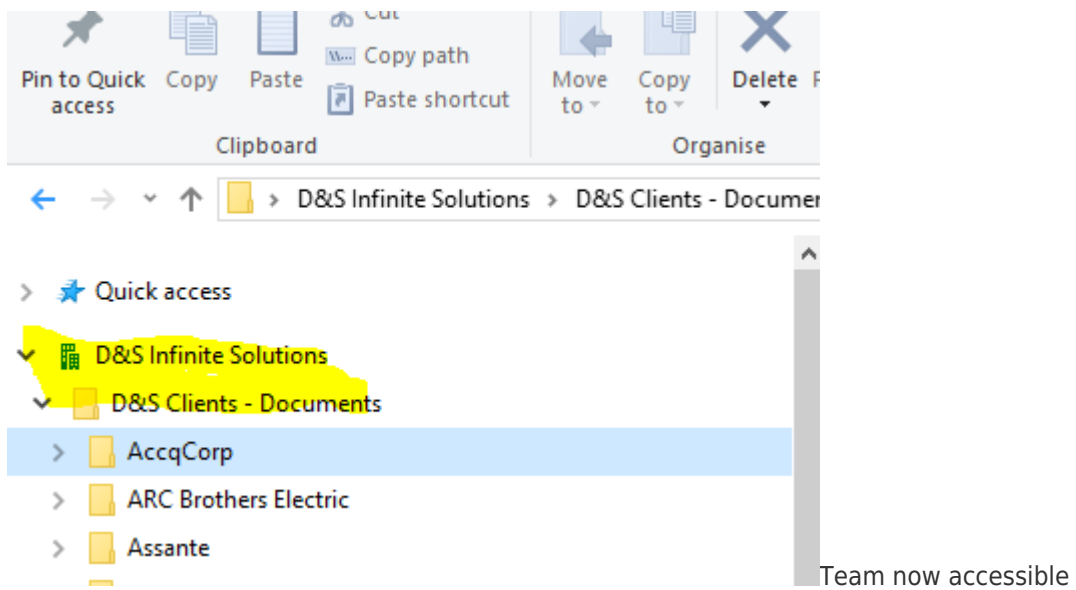 Cut
Pin to Quick access
Copy
Paste
Copy path
Paste shortcut
Move to
Copy to
Delete
Clipboard
Organise
D&S Infinite Solutions > D&S Clients -
Quick access
D&S Infinite Solutions
D&S Clients - Documents
AccqCorp
ARC Brothers Electric
Assante
Team now accessible